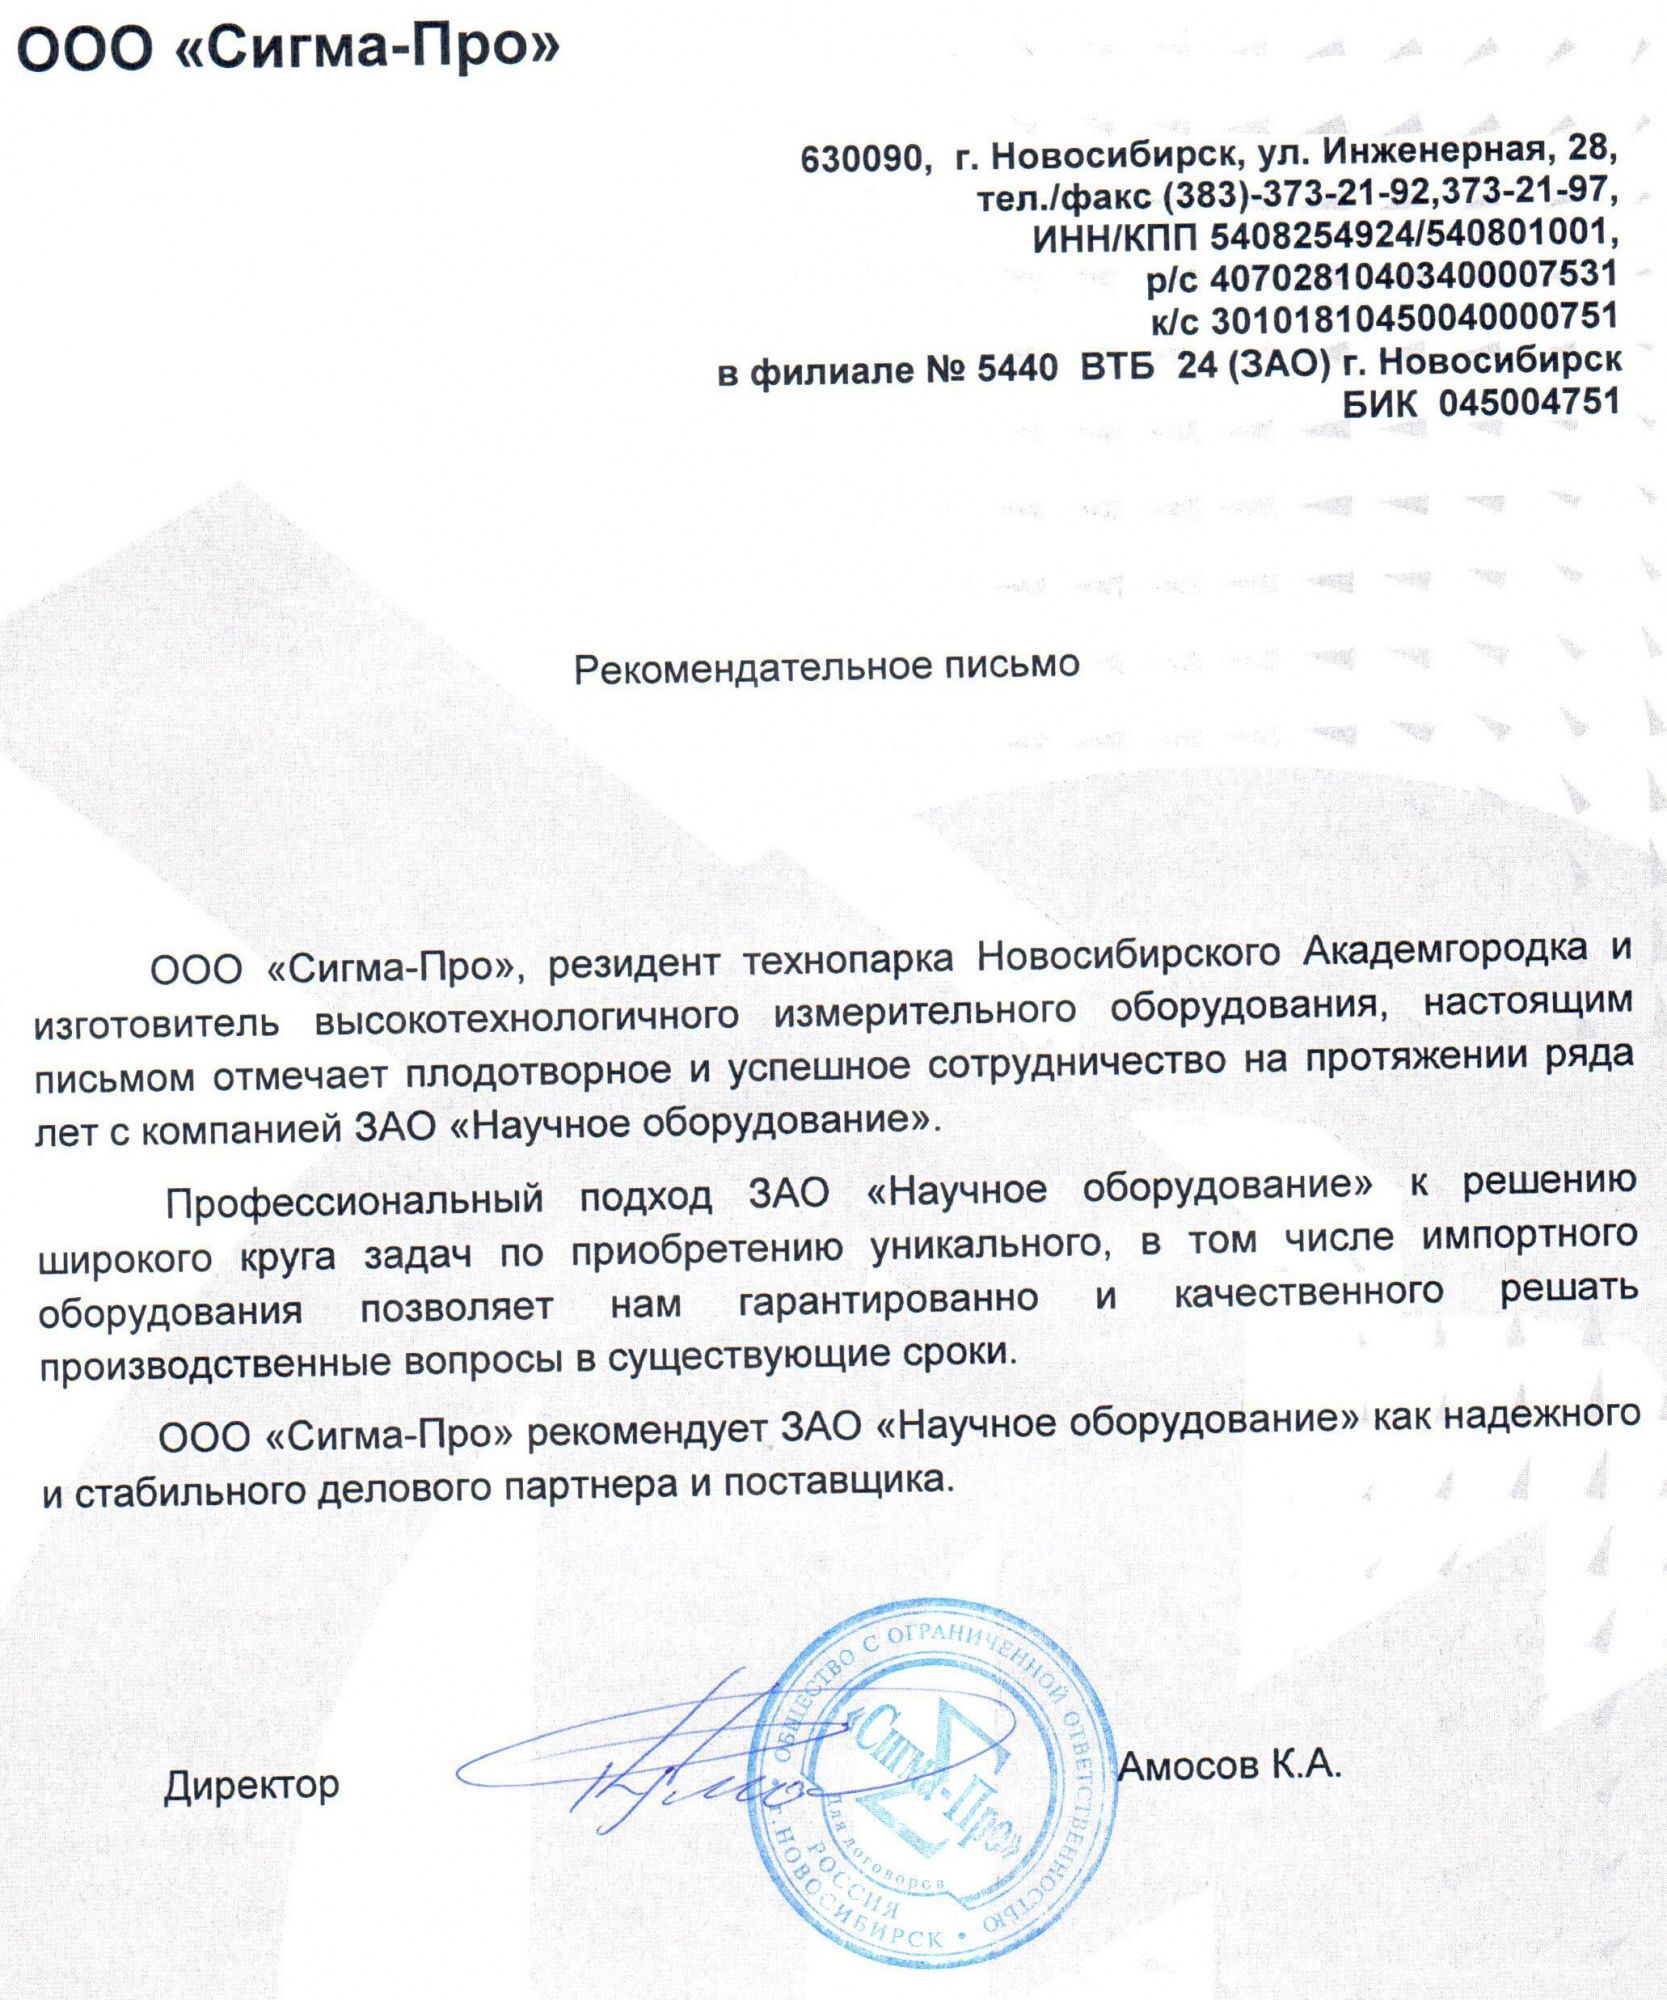 ООО «Сигма-Про»
630090, г. Новосибирск, ул. Инженерная, 28,
тел./факс (383)-373-21-92,373-21-97,
ИНН/КПП 5408254924/540801001,
р/с 40702810403400007531
к/с 30101810450040000751
в филиале № 5440 ВТБ 24 (ЗАО) г. Новосибирск
БИК 045004751
Рекомендательное письмо
ООО «Сигма-Про», резидент технопарка Новосибирского Академгородка и
изготовитель высокотехнологичного измерительного оборудования, настоящим
письмом отмечает плодотворное и успешное сотрудничество на протяжении ряда
лет с компанией ЗАО «Научное оборудование».
Профессиональный подход ЗАО «Научное оборудование» к решению
широкого круга задач по приобретению уникального, в том числе импортного
оборудования позволяет нам гарантированно и качественного решать
производственные вопросы в существующие сроки.
ООО «Сигма-Про» рекомендует ЗАО «Научное оборудование» как надежного
и стабильного делового партнера и поставщика.
Директор
Амосов К.А.
ОБЩЕСТВО С ОГРАНИЧЕННОЙ ОТВЕТСТВЕННОСТЬЮ
• г.НОВОСИБИРСК •
РОССИЯ
«Сигма-Про»
Для договоров